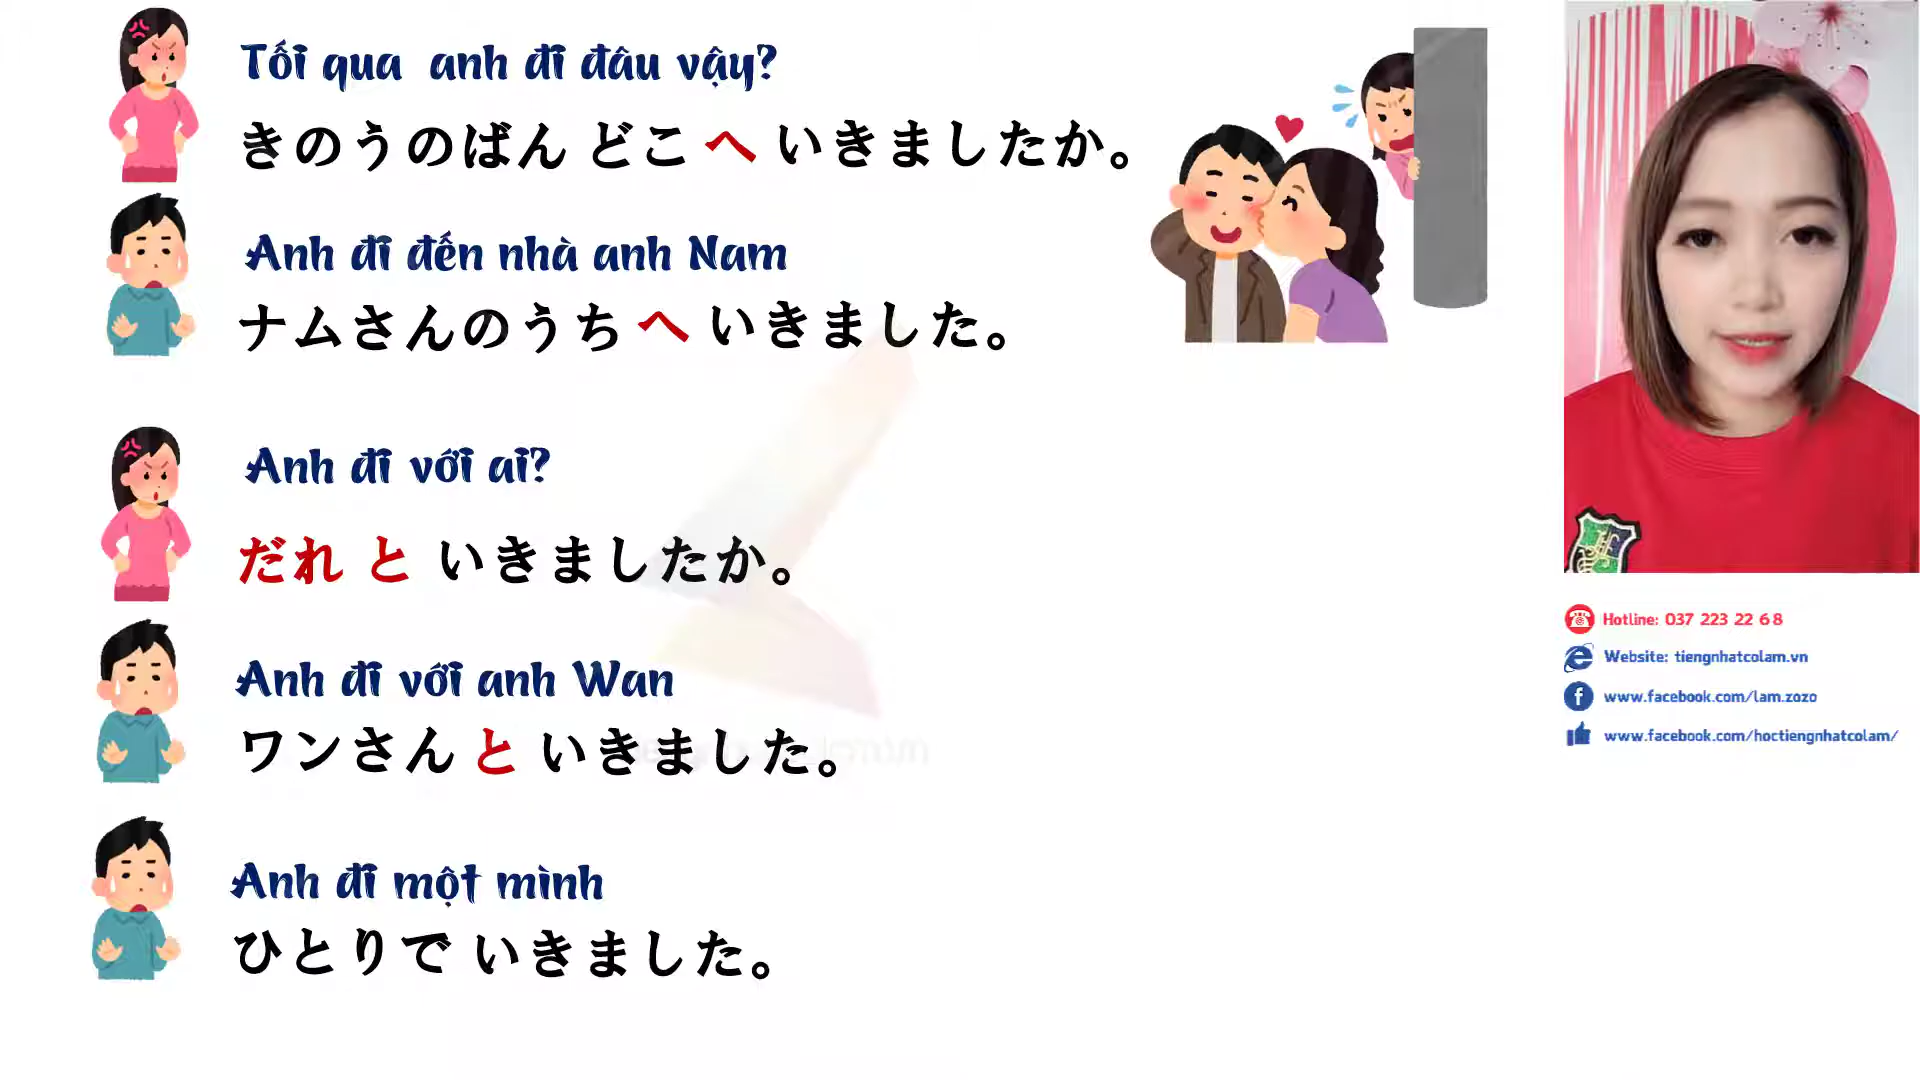 Tối qua anh đi đâu vậy?
きのうのばん どこ へ いきましたか。
Anh đi đến nhà anh Nam
ナムさんのうち へ いきました。
Anh đi với ai?
だれ と いきましたか。
Anh đi với anh Wan
ワンさん と いきました。
Anh đi một mình
ひとりで いきました。
Hotline: 037 223 22 68
Website: tiengnhatcolam.vn
www.facebook.com/lam.zozo
www.facebook.com/hoctiengnhatcolam/